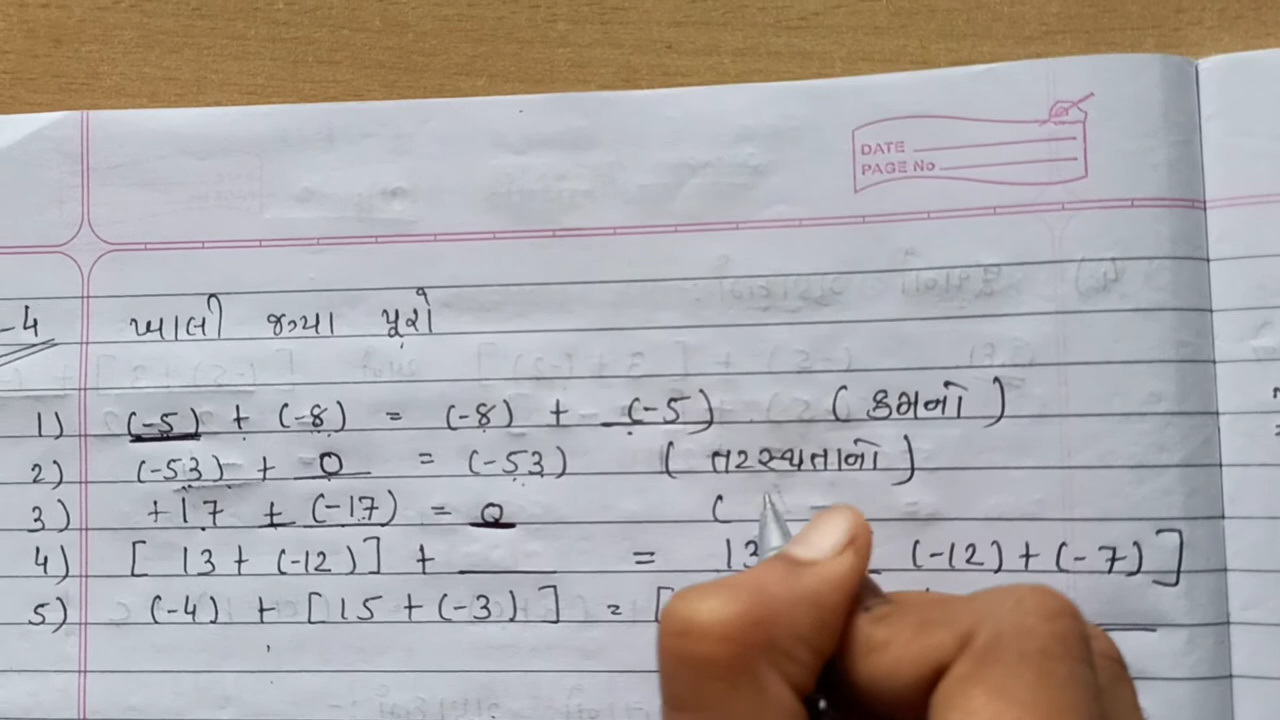 DATE
PAGE No
-4 ખાલી જગ્યા પૂરો
1) (-5) + (-8) = (-8) + (-5) ( ક્રમનો )
2) (-53) + 0 = (-53) ( તટસ્થતાનો )
3) +17 + (-17) = 0 (
4) [ 13 + (-12) ] + ____ = 13 (-12) + (-7) ]
5) (-4) + [ 15 + (-3) ] = [